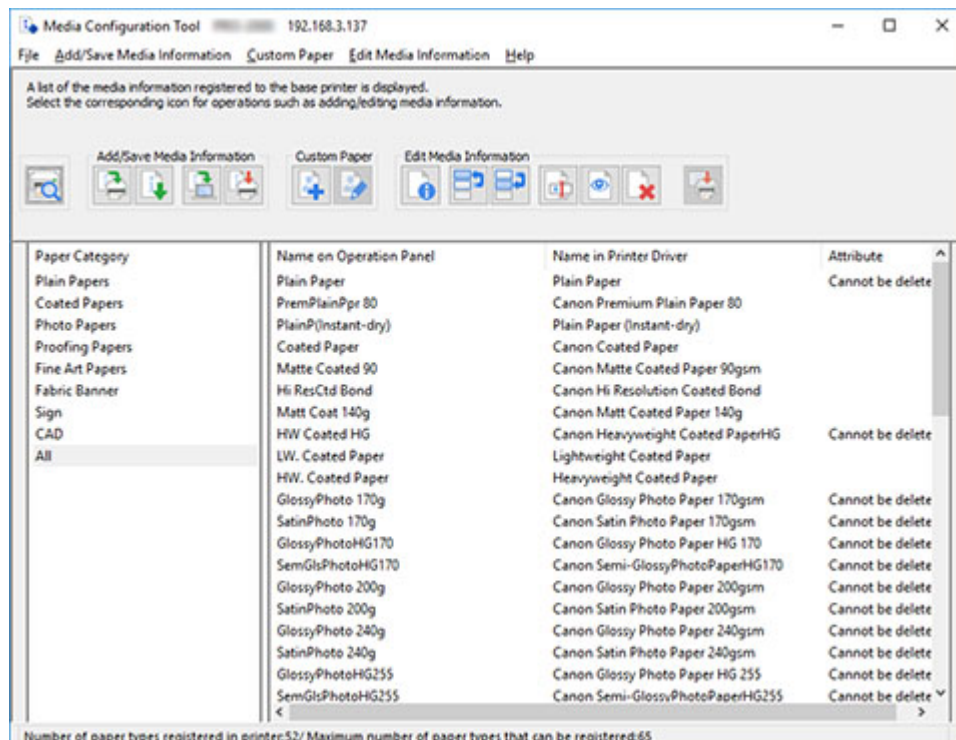 Media Configuration Tool 192.168.3.137
File Add/Save Media Information Custom Paper Edit Media Information Help
A list of the media information registered to the base printer is displayed.
Select the corresponding icon for operations such as adding/editing media information.
Add/Save Media Information Custom Paper Edit Media Information
Paper Category Name on Operation Panel Name in Printer Driver Attribute
Plain Papers Plain Paper Plain Paper Cannot be delete
Coated Papers PremPlainPpr 80 Canon Premium Plain Paper 80
Photo Papers PlainP(Instant-dry) Plain Paper (Instant-dry)
Proofing Papers Coated Paper Canon Coated Paper
Fine Art Papers Matte Coated 90 Canon Matte Coated Paper 90gsm
Fabric Banner Hi ResCtd Bond Canon Hi Resolution Coated Bond
Sign Matt Coat 140g Canon Matt Coated Paper 140g
CAD HW Coated HG Canon Heavyweight Coated PaperHG Cannot be delete
All LW. Coated Paper Lightweight Coated Paper
HW. Coated Paper Heavyweight Coated Paper
GlossyPhoto 170g Canon Glossy Photo Paper 170gsm Cannot be delete
SatinPhoto 170g Canon Satin Photo Paper 170gsm Cannot be delete
GlossyPhotoHG170 Canon Glossy Photo Paper HG 170 Cannot be delete
SemGlsPhotoHG170 Canon Semi-GlossyPhotoPaperHG170 Cannot be delete
GlossyPhoto 200g Canon Glossy Photo Paper 200gsm Cannot be delete
SatinPhoto 200g Canon Satin Photo Paper 200gsm Cannot be delete
GlossyPhoto 240g Canon Glossy Photo Paper 240gsm Cannot be delete
SatinPhoto 240g Canon Satin Photo Paper 240gsm Cannot be delete
GlossyPhotoHG255 Canon Glossy Photo Paper HG 255 Cannot be delete
SemGlsPhotoHG255 Canon Semi-GlossyPhotoPaperHG255 Cannot be delete
Number of paper types registered in printer:52/ Maximum number of paper types that can be registered:65